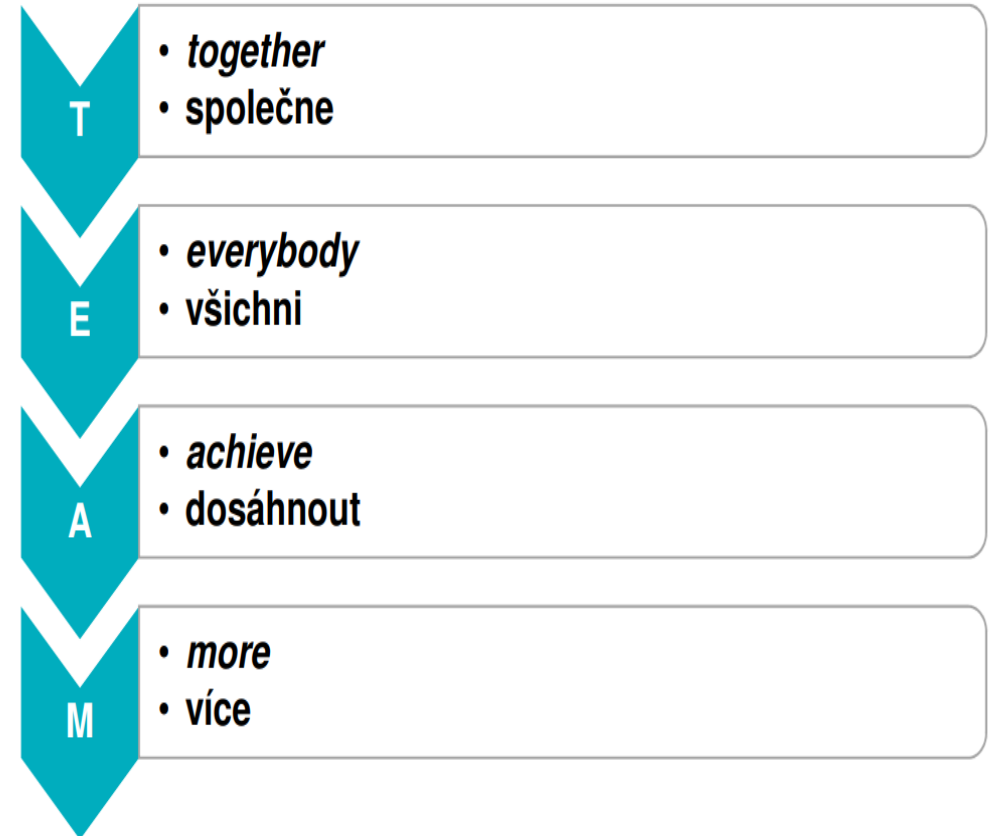 T
• together
• společne
E
• everybody
• všichni
A
• achieve
• dosáhnout
M
• more
• více